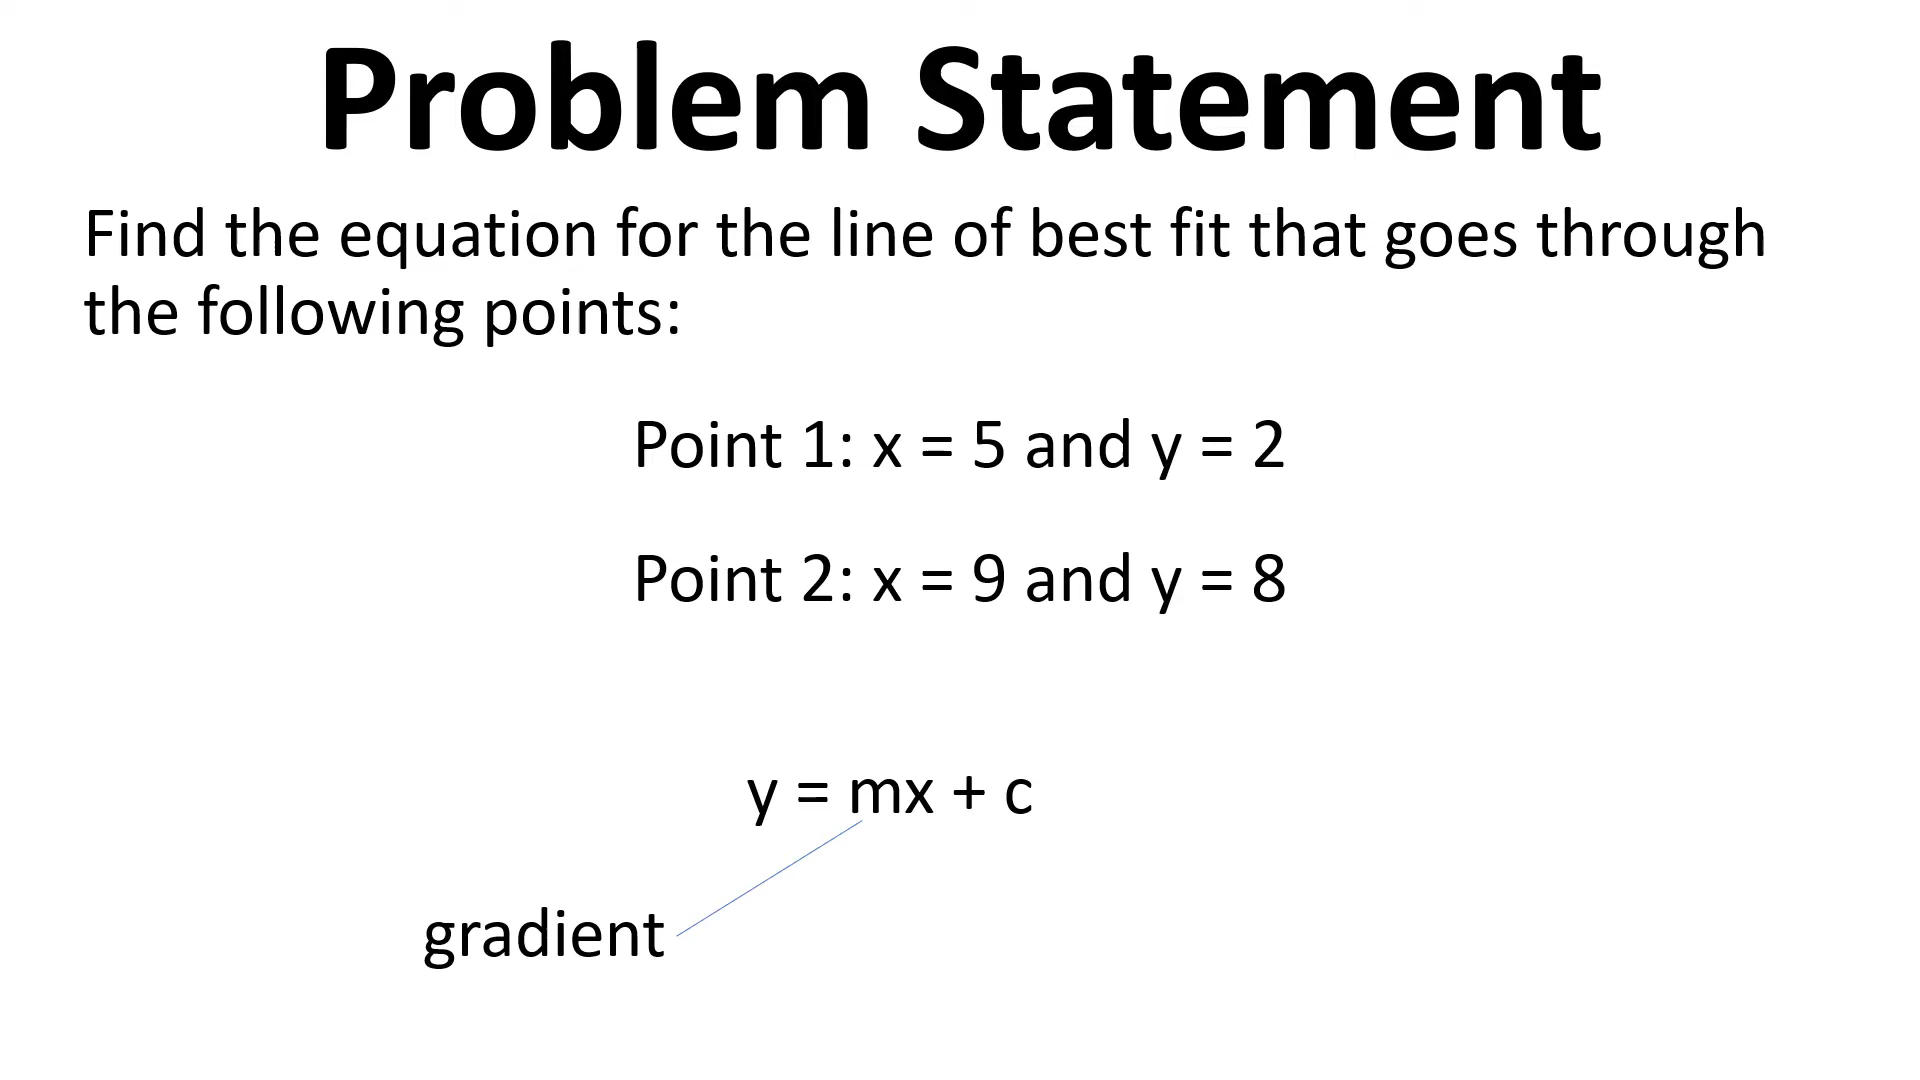 Problem Statement
Find the equation for the line of best fit that goes through
the following points:
Point 1: x = 5 and y = 2
Point 2: x = 9 and y = 8
y = mx + c
gradient